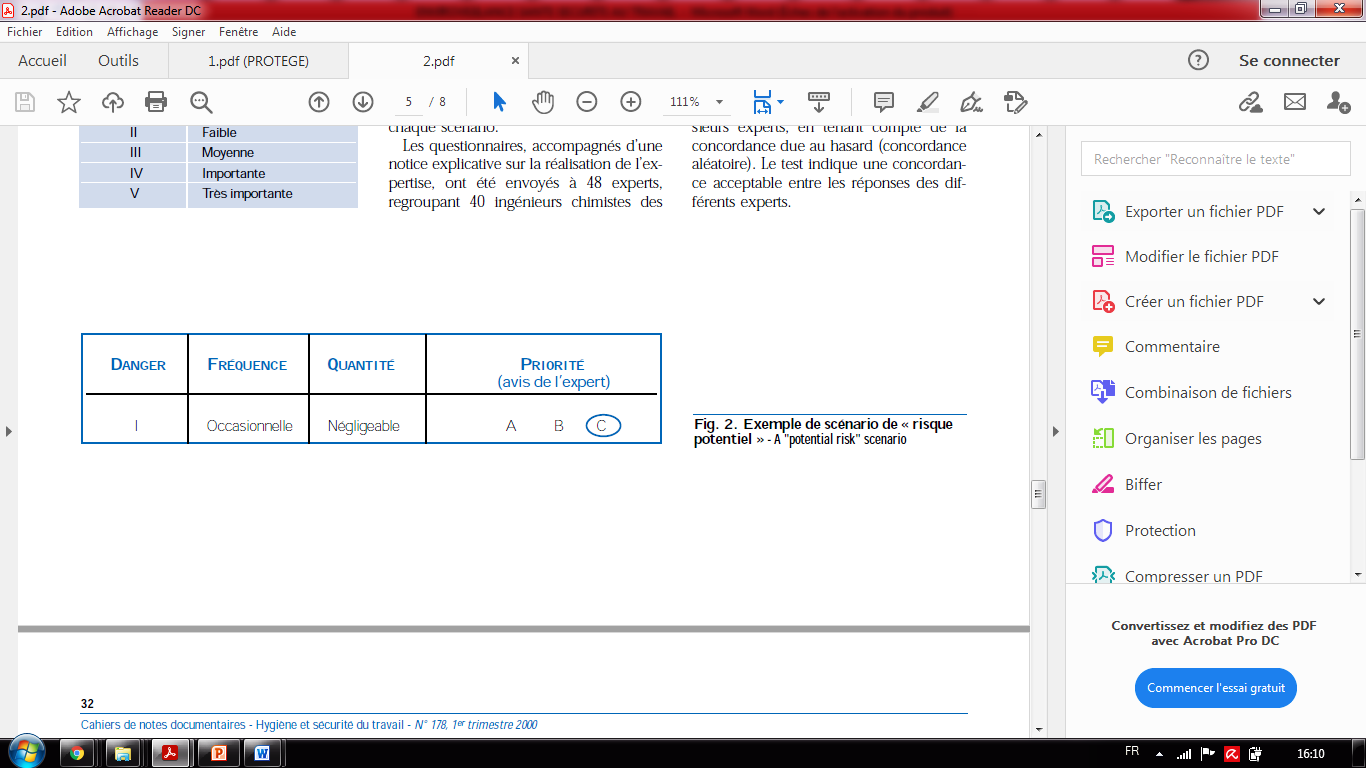 2.pdf - Adobe Acrobat Reader DC
Fichier Edition Affichage Signer Fenêtre Aide
Accueil Outils 1.pdf (PROTEGE) 2.pdf × ? Se connecter
5 / 8 111%
II Faible
III Moyenne
IV Importante
V Très importante
chaque scénario.
Les questionnaires, accompagnés d'une
notice explicative sur la réalisation de l'ex-
pertise, ont été envoyés à 48 experts,
regroupant 40 ingénieurs chimistes des
sieurs experts, en tenant compte de la
concordance due au hasard (concordance
aléatoire). Le test indique une concordan-
ce acceptable entre les réponses des dif-
férents experts.
DANGER FRÉQUENCE QUANTITÉ PRIORITÉ
(avis de l'expert)
I Occasionnelle Négligeable A B C
Fig. 2. Exemple de scénario de « risque
potentiel » - A "potential risk" scenario
32
Cahiers de notes documentaires - Hygiène et sécurité du travail - N° 178, 1er trimestre 2000
Rechercher "Reconnaître le texte"
Exporter un fichier PDF
Modifier le fichier PDF
Créer un fichier PDF
Commentaire
Combinaison de fichiers
Organiser les pages
Biffer
Protection
Compresser un PDF
Convertissez et modifiez des PDF
avec Acrobat Pro DC
Commencer l'essai gratuit
FR 16:10